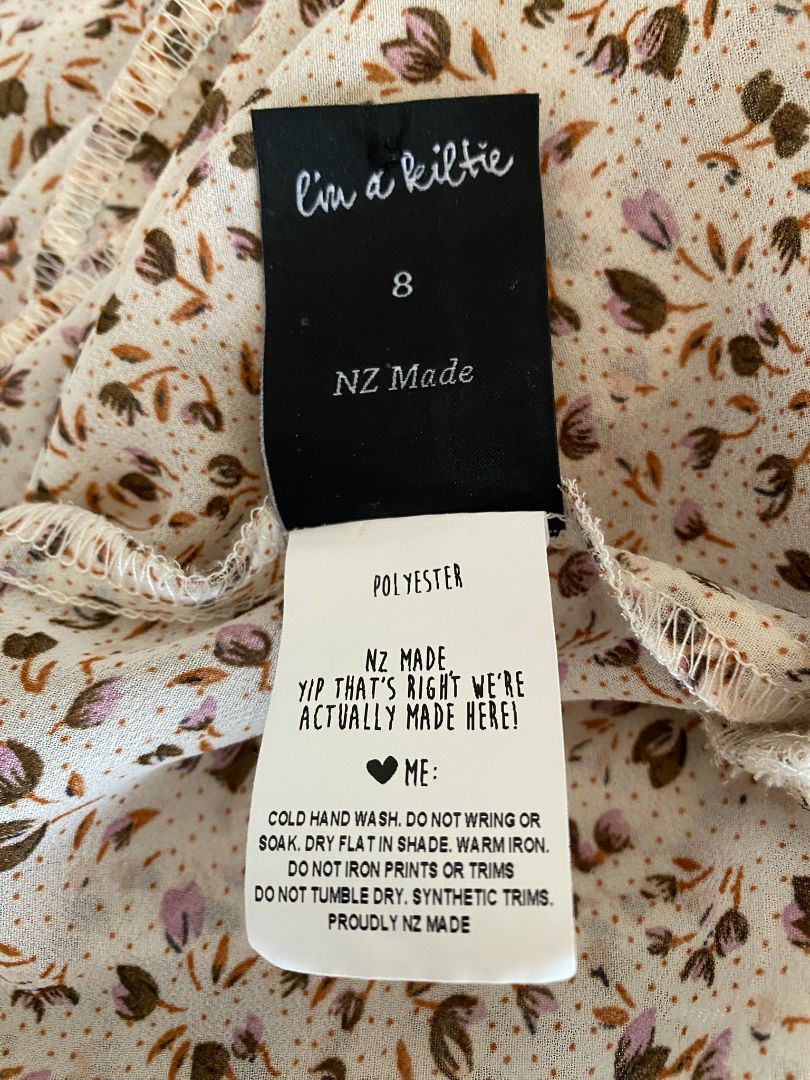 liu a kiltie
8
NZ Made
POLYESTER
NZ MADE,
YIP THAT'S RIGHT WE'RE
ACTUALLY MADE HERE!
♥ ME:
COLD HAND WASH. DO NOT WRING OR
SOAK. DRY FLAT IN SHADE. WARM IRON.
DO NOT IRON PRINTS OR TRIMS
DO NOT TUMBLE DRY. SYNTHETIC TRIMS.
PROUDLY NZ MADE